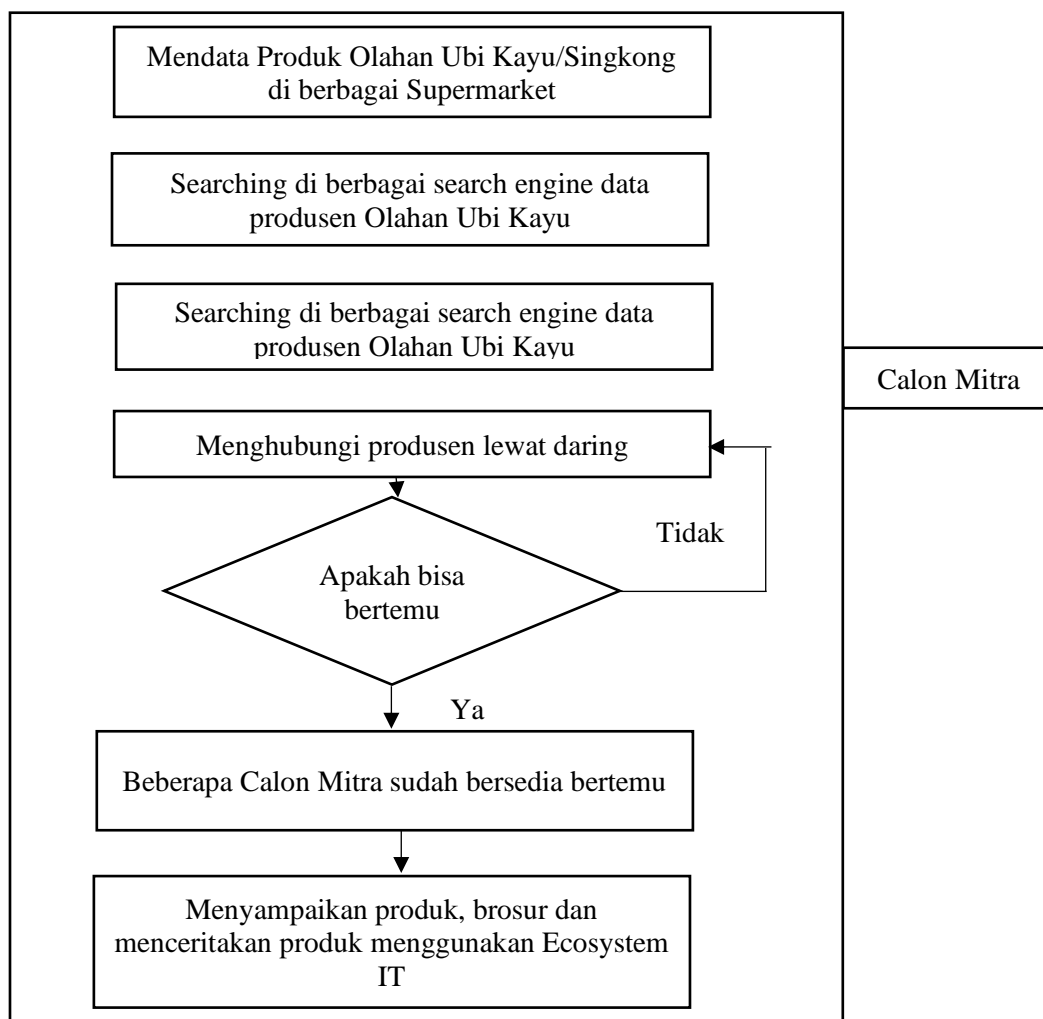 Mendata Produk Olahan Ubi Kayu/Singkong
di berbagai Supermarket
Searching di berbagai search engine data
produsen Olahan Ubi Kayu
Searching di berbagai search engine data
produsen Olahan Ubi Kayu
Calon Mitra
Menghubungi produsen lewat daring
Tidak
Apakah bisa
bertemu
Ya
Beberapa Calon Mitra sudah bersedia bertemu
Menyampaikan produk, brosur dan
menceritakan produk menggunakan Ecosystem
IT